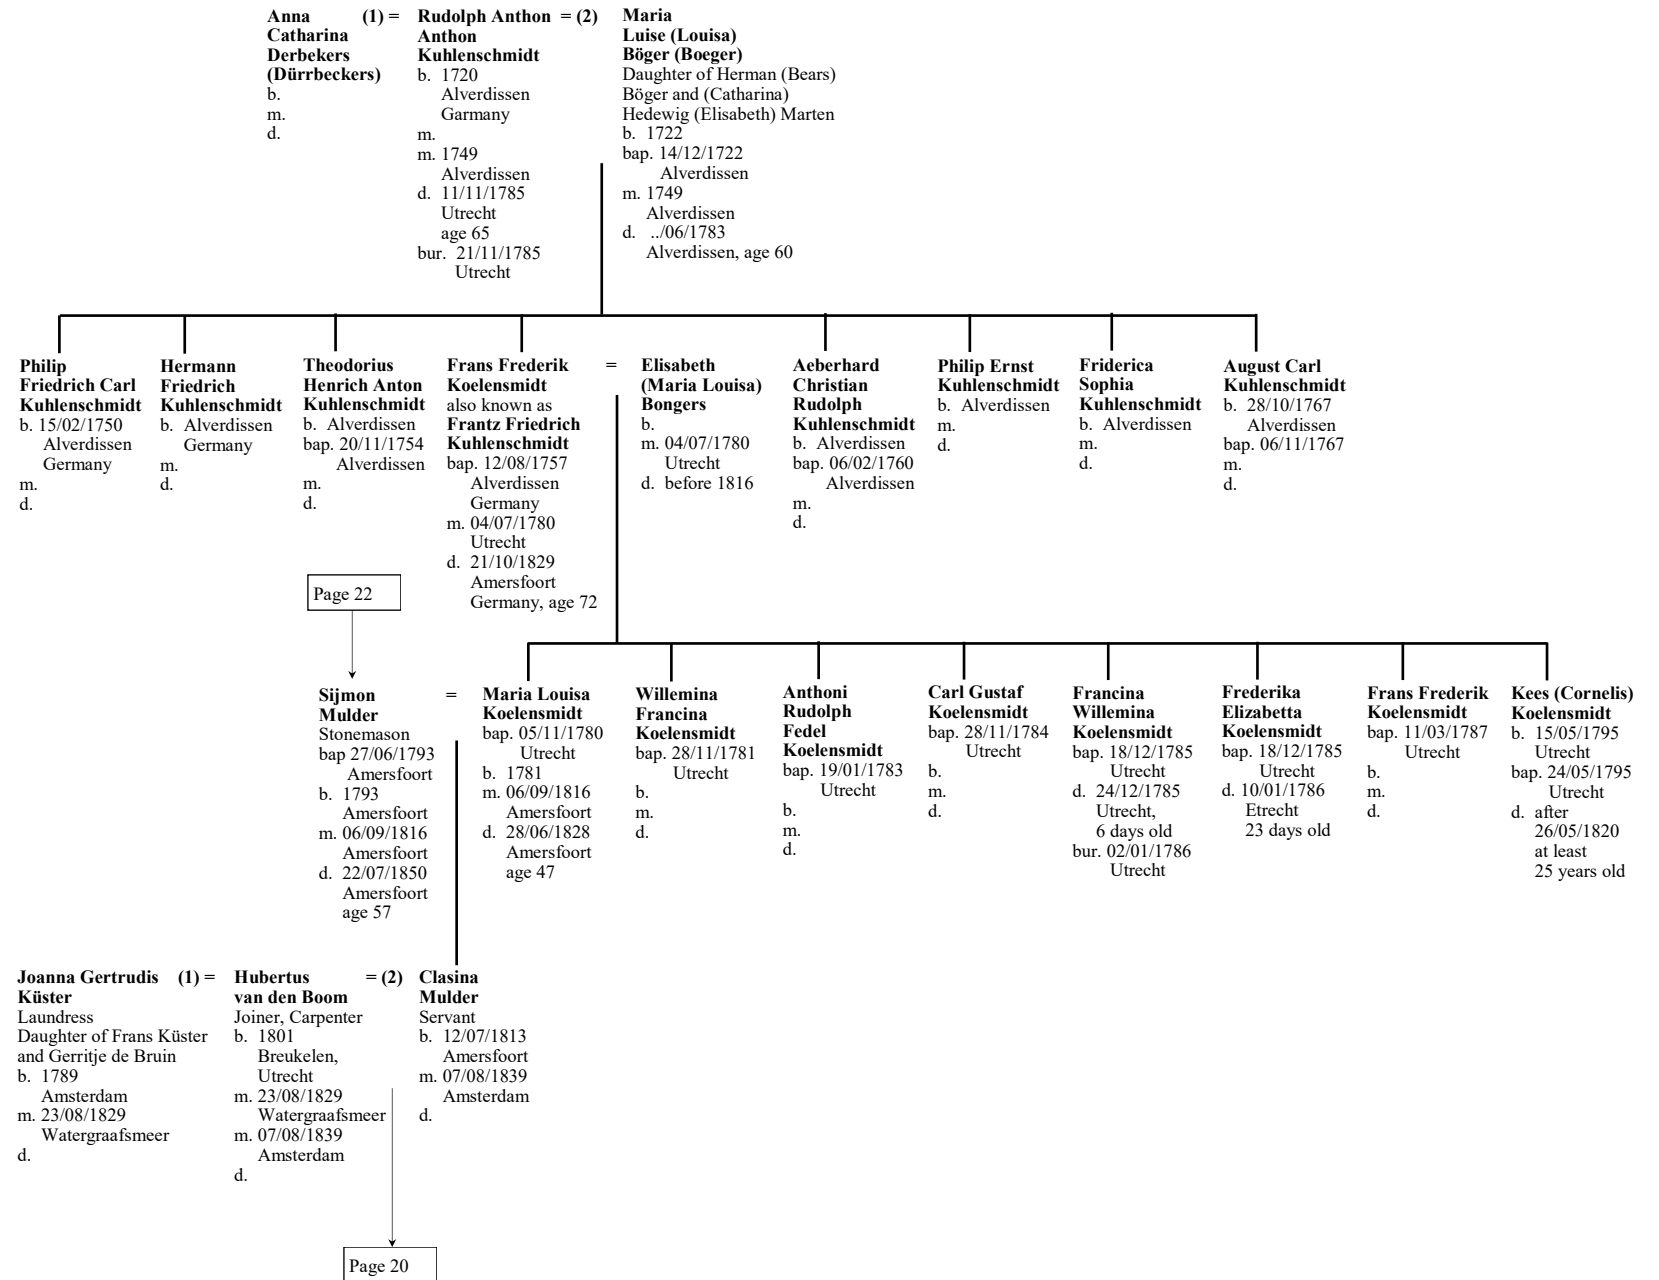 Anna (1) =
Catharina
Derbekers
(Dürrbeckers)
b.
m.
d.
Rudolph Anthon = (2)
Anthon
Kuhlenschmidt
b. 1720
Alverdissen
Garmany
m.
m. 1749
Alverdissen
d. 11/11/1785
Utrecht
age 65
bur. 21/11/1785
Utrecht
Maria
Luise (Louisa)
Böger (Boeger)
Daughter of Herman (Bears)
Böger and (Catharina)
Hedewig (Elisabeth) Marten
b. 1722
bap. 14/12/1722
Alverdissen
m. 1749
Alverdissen
d. ../06/1783
Alverdissen, age 60
Philip
Friedrich Carl
Kuhlenschmidt
b. 15/02/1750
Alverdissen
Germany
m.
d.
Hermann
Friedrich
Kuhlenschmidt
b. Alverdissen
Germany
m.
d.
Theodorius
Henrich Anton
Kuhlenschmidt
b. Alverdissen
bap. 20/11/1754
Alverdissen
m.
d.
Frans Frederik =
Koelensmidt
also known as
Frantz Friedrich
Kuhlenschmidt
bap. 12/08/1757
Alverdissen
Germany
m. 04/07/1780
Utrecht
d. 21/10/1829
Amersfoort
Germany, age 72
Elisabeth
(Maria Louisa)
Bongers
b.
m. 04/07/1780
Utrecht
d. before 1816
Aeberhard
Christian
Rudolph
Kuhlenschmidt
b. Alverdissen
bap. 06/02/1760
Alverdissen
m.
d.
Philip Ernst
Kuhlenschmidt
b. Alverdissen
m.
d.
Friderica
Sophia
Kuhlenschmidt
b. Alverdissen
m.
d.
August Carl
Kuhlenschmidt
b. 28/10/1767
Alverdissen
bap. 06/11/1767
m.
d.
Page 22
Sijmon =
Mulder
Stonemason
bap 27/06/1793
Amersfoort
b. 1793
Amersfoort
m. 06/09/1816
Amersfoort
d. 22/07/1850
Amersfoort
age 57
Maria Louisa
Koelensmidt
bap. 05/11/1780
Utrecht
b. 1781
m. 06/09/1816
Amersfoort
d. 28/06/1828
Amersfoort
age 47
Willemina
Francina
Koelensmidt
bap. 28/11/1781
Utrecht
b.
m.
d.
Anthoni
Rudolph
Fedel
Koelensmidt
bap. 19/01/1783
Utrecht
b.
m.
d.
Carl Gustaf
Koelensmidt
bap. 28/11/1784
Utrecht
b.
m.
d.
Francina
Willemina
Koelensmidt
bap. 18/12/1785
Utrecht
d. 24/12/1785
Utrecht,
6 days old
bur. 02/01/1786
Utrecht
Frederika
Elizabetta
Koelensmidt
bap. 18/12/1785
Utrecht
d. 10/01/1786
Etrecht
23 days old
Frans Frederik
Koelensmidt
bap. 11/03/1787
Utrecht
b.
m.
d.
Kees (Cornelis)
Koelensmidt
b. 15/05/1795
Utrecht
bap. 24/05/1795
Utrecht
d. after
26/05/1820
at least
25 years old
Joanna Gertrudis (1) =
Küster
Laundress
Daughter of Frans Küster
and Gerritje de Bruin
b. 1789
Amsterdam
m. 23/08/1829
Watergraafsmeer
d.
Hubertus = (2)
van den Boom
Joiner, Carpenter
b. 1801
Breukelen,
Utrecht
m. 23/08/1829
Watergraafsmeer
m. 07/08/1839
Amsterdam
d.
Clasina
Mulder
Servant
b. 12/07/1813
Amersfoort
m. 07/08/1839
Amsterdam
d.
Page 20